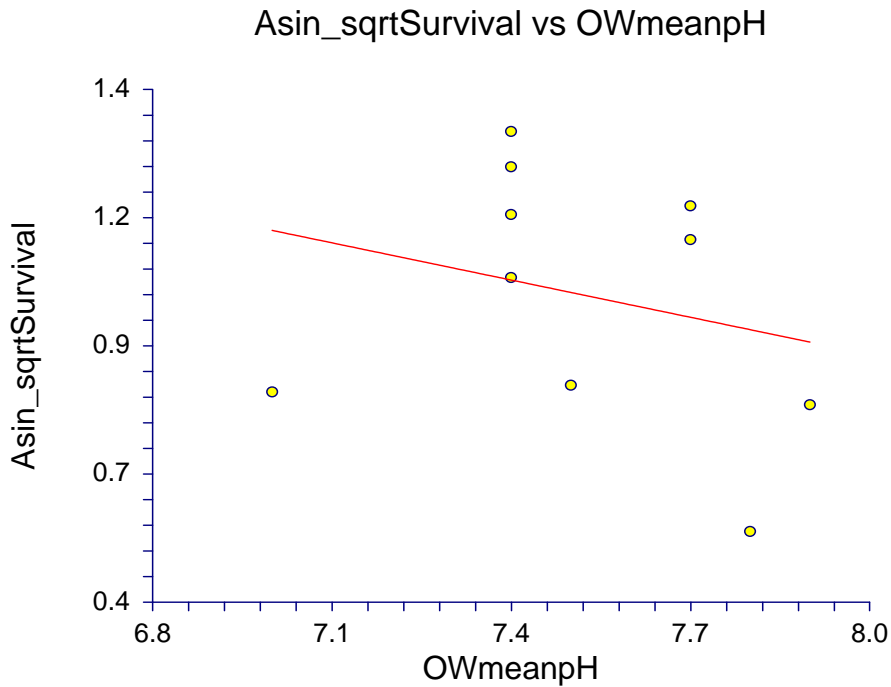 Asin_sqrtSurvival vs OWmeanpH
1.4
1.2
0.9
0.7
0.4
Asin_sqrtSurvival
6.8 7.1 7.4 7.7 8.0
OWmeanpH